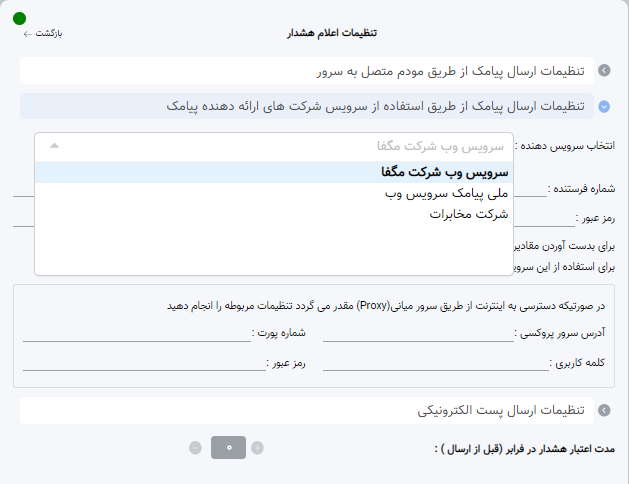 تنظیمات اعلام هشدار
بازگشت
تنظیمات ارسال پیامک از طریق مودم متصل به سرور
تنظیمات ارسال پیامک از طریق استفاده از سرویس شرکت های ارائه دهنده پیامک
انتخاب سرویس دهنده :
سرویس وب شرکت مگفا
سرویس وب شرکت مگفا
ملی پیامک سرویس وب
شرکت مخابرات
شماره فرستنده :
رمز عبور :
برای بدست آوردن مقادیر
برای استفاده از این
در صورتیکه دسترسی به اینترنت از طریق سرور میانی(Proxy) مقدر می گردد تنظیمات مربوطه را انجام دهید
آدرس سرور پروکسی :
شماره پورت :
کلمه کاربری :
رمز عبور :
تنظیمات ارسال پست الکترونیکی
مدت اعتبار هشدار در فرابر (قبل از ارسال ) :
۰